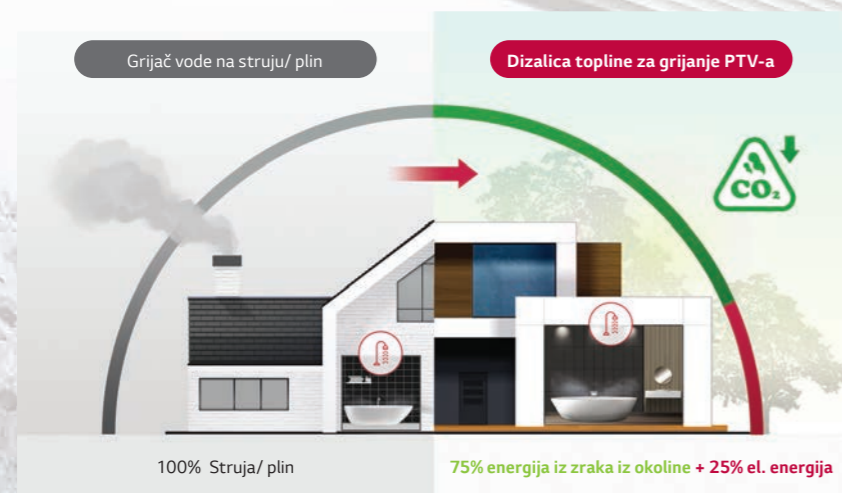 Grijač vode na struju/ plin
Dizalica topline za grijanje PTV-a
CO₂
100% Struja/ plin
75% energija iz zraka iz okoline + 25% el. energija